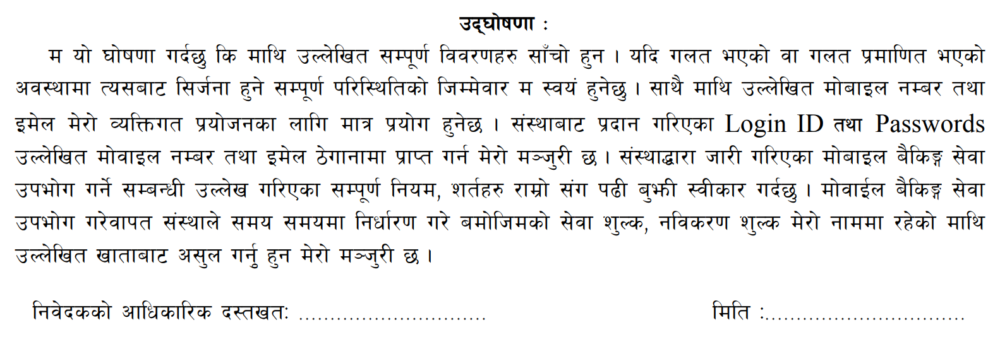 उद्घोषणा :
म यो घोषणा गर्दछु कि माथि उल्लेखित सम्पूर्ण विवरणहरु साँचो हुन । यदि गलत भएको वा गलत प्रमाणित भएको
अवस्थामा त्यसबाट सिर्जना हुने सम्पूर्ण परिस्थितिको जिम्मेवार म स्वयं हुनेछु । साथै माथि उल्लेखित मोबाइल नम्बर तथा
इमेल मेरो व्यक्तिगत प्रयोजनका लागि मात्र प्रयोग हुनेछ । संस्थाबाट प्रदान गरिएका Login ID तथा Passwords
उल्लेखित मोवाइल नम्बर तथा इमेल ठेगानामा प्राप्त गर्न मेरो मञ्जुरी छ । संस्थाद्वारा जारी गरिएका मोबाइल बैकिङ्ग सेवा
उपभोग गर्ने सम्बन्धी उल्लेख गरिएका सम्पूर्ण नियम, शर्तहरु राम्रो संग पढी बुझी स्वीकार गर्दछु । मोवाईल बैकिङ्ग सेवा
उपभोग गरेवापत संस्थाले समय समयमा निर्धारण गरे बमोजिमको सेवा शुल्क, नविकरण शुल्क मेरो नाममा रहेको माथि
उल्लेखित खाताबाट असुल गर्नु हुन मेरो मञ्जुरी छ ।
निवेदकको आधिकारिक दस्तखतः .............................. मिति :................................